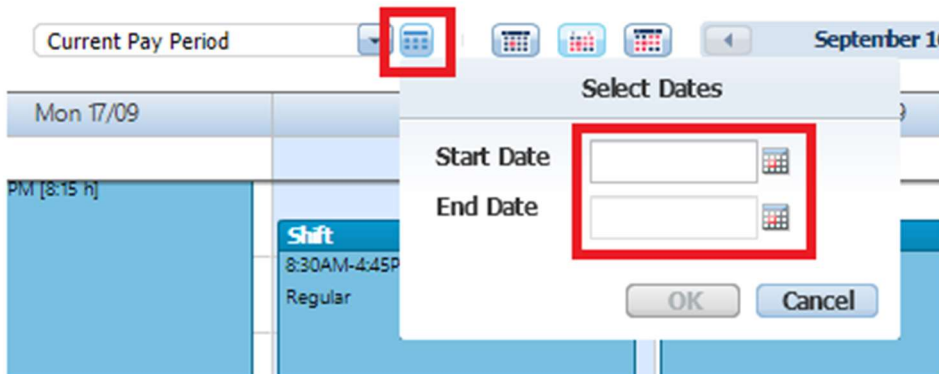 Current Pay Period
September 1
Select Dates
Mon 17/09
9
Start Date
PM [8:15 h]
End Date
Shift
8:30AM-4:45P
Regular
OK
Cancel